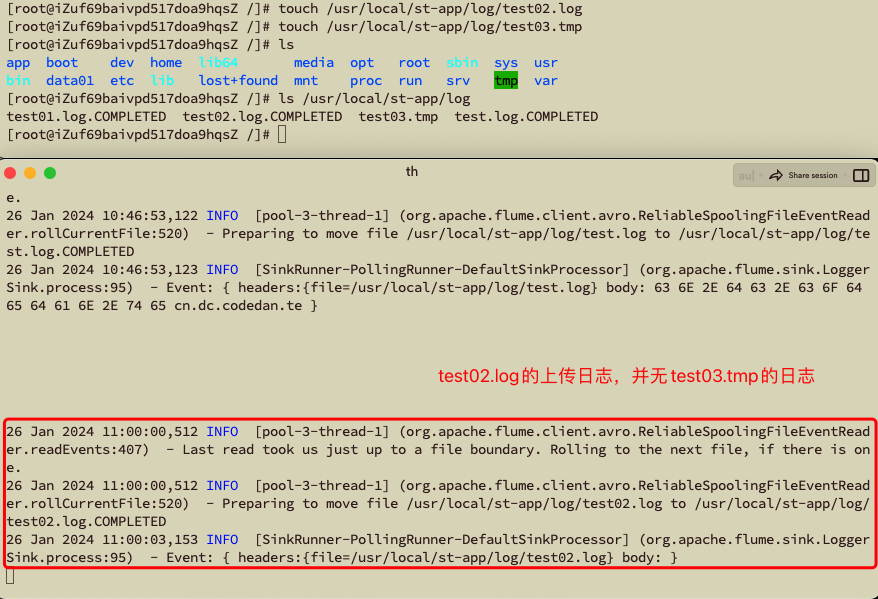 [root@iZuf69baivpd517doa9hqsZ /]# touch /usr/local/st-app/log/test02.log
[root@iZuf69baivpd517doa9hqsZ /]# touch /usr/local/st-app/log/test03.tmp
[root@iZuf69baivpd517doa9hqsZ /]# ls
app  boot    dev  home  lib64       media  opt   root  sbin  sys  usr
bin  data01  etc  lib   lost+found  mnt    proc  run   srv   tmp  var
[root@iZuf69baivpd517doa9hqsZ /]# ls /usr/local/st-app/log
test01.log.COMPLETED  test02.log.COMPLETED  test03.tmp  test.log.COMPLETED
[root@iZuf69baivpd517doa9hqsZ /]#
th
au
Share session
e.
26 Jan 2024 10:46:53,122 INFO  [pool-3-thread-1] (org.apache.flume.client.avro.ReliableSpoolingFileEventRead
er.rollCurrentFile:520)  - Preparing to move file /usr/local/st-app/log/test.log to /usr/local/st-app/log/te
st.log.COMPLETED
26 Jan 2024 10:46:53,123 INFO  [SinkRunner-PollingRunner-DefaultSinkProcessor] (org.apache.flume.sink.Logger
Sink.process:95)  - Event: { headers:{file=/usr/local/st-app/log/test.log} body: 63 6E 2E 64 63 2E 63 6F 64
65 64 61 6E 2E 74 65 cn.dc.codedan.te }
test02.log的上传日志，并无test03.tmp的日志
26 Jan 2024 11:00:00,512 INFO  [pool-3-thread-1] (org.apache.flume.client.avro.ReliableSpoolingFileEventRead
er.readEvents:407)  - Last read took us just up to a file boundary. Rolling to the next file, if there is on
e.
26 Jan 2024 11:00:00,512 INFO  [pool-3-thread-1] (org.apache.flume.client.avro.ReliableSpoolingFileEventRead
er.rollCurrentFile:520)  - Preparing to move file /usr/local/st-app/log/test02.log to /usr/local/st-app/log/
test02.log.COMPLETED
26 Jan 2024 11:00:03,153 INFO  [SinkRunner-PollingRunner-DefaultSinkProcessor] (org.apache.flume.sink.Logger
Sink.process:95)  - Event: { headers:{file=/usr/local/st-app/log/test02.log} body: }